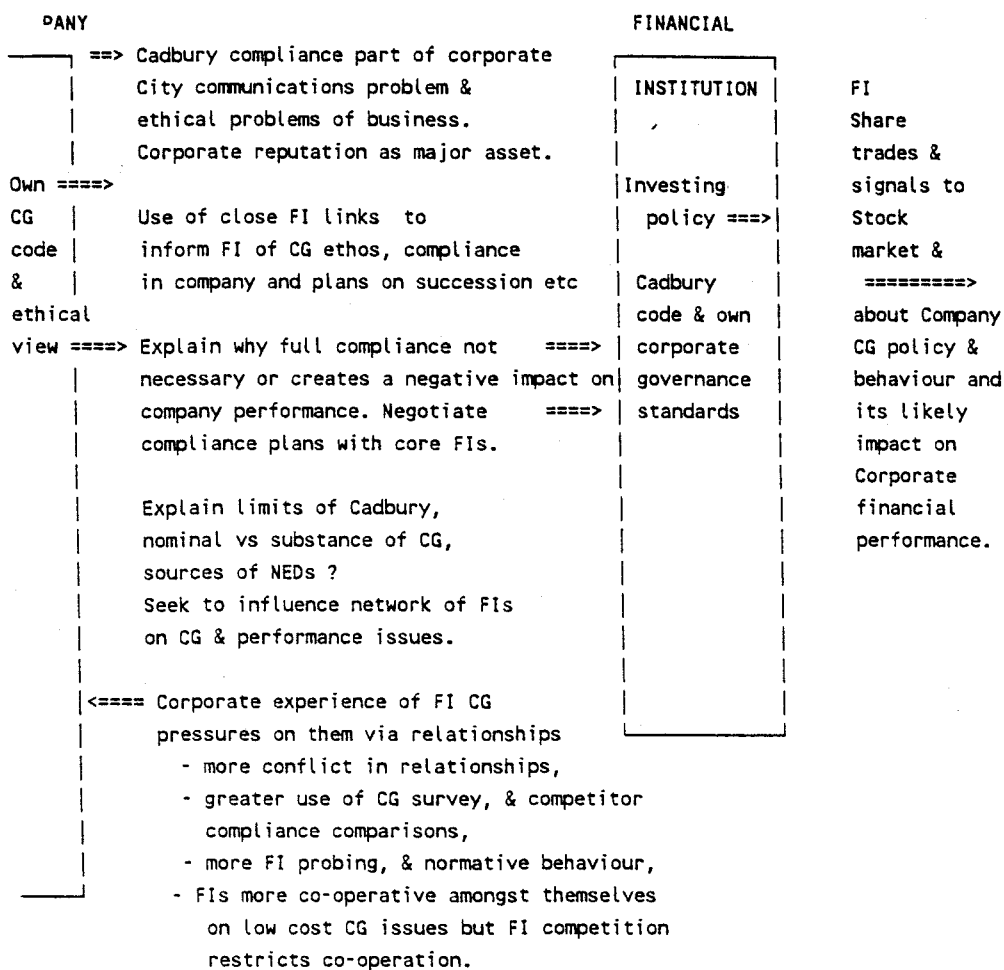 PANY FINANCIAL
==> Cadbury compliance part of corporate
City communications problem & INSTITUTION FI
ethical problems of business. Share
Corporate reputation as major asset. trades &
Own ====> Investing signals to
CG Use of close FI links to policy ===> Stock
code inform FI of CG ethos, compliance market &
& in company and plans on succession etc Cadbury =========>
ethical code & own about Company
view ====> Explain why full compliance not ====> corporate CG policy &
necessary or creates a negative impact on governance behaviour and
company performance. Negotiate ====> standards its likely
compliance plans with core FIs. impact on
Corporate
Explain limits of Cadbury, financial
nominal vs substance of CG, performance.
sources of NEDs ?
Seek to influence network of FIs
on CG & performance issues.
<==== Corporate experience of FI CG
pressures on them via relationships
- more conflict in relationships,
- greater use of CG survey, & competitor
compliance comparisons,
- more FI probing, & normative behaviour,
- FIs more co-operative amongst themselves
on low cost CG issues but FI competition
restricts co-operation.